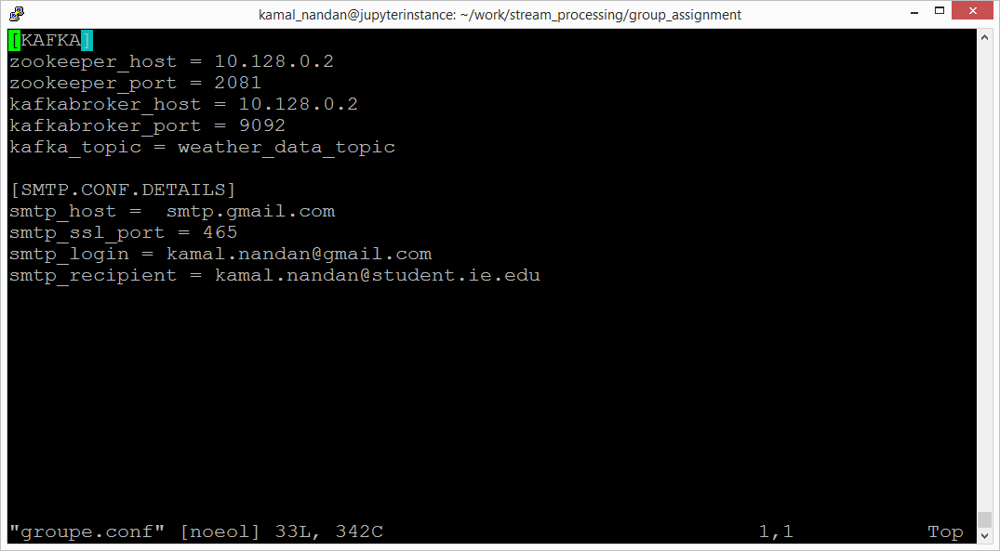 kamal_nandan@jupyterinstance: ~/work/stream_processing/group_assignment
[KAFKA]
zookeeper_host = 10.128.0.2
zookeeper_port = 2081
kafkabroker_host = 10.128.0.2
kafkabroker_port = 9092
kafka_topic = weather_data_topic

[SMTP.CONF.DETAILS]
smtp_host =  smtp.gmail.com
smtp_ssl_port = 465
smtp_login = kamal.nandan@gmail.com
smtp_recipient = kamal.nandan@student.ie.edu
"groupe.conf" [noeol] 33L, 342C 1,1 Top